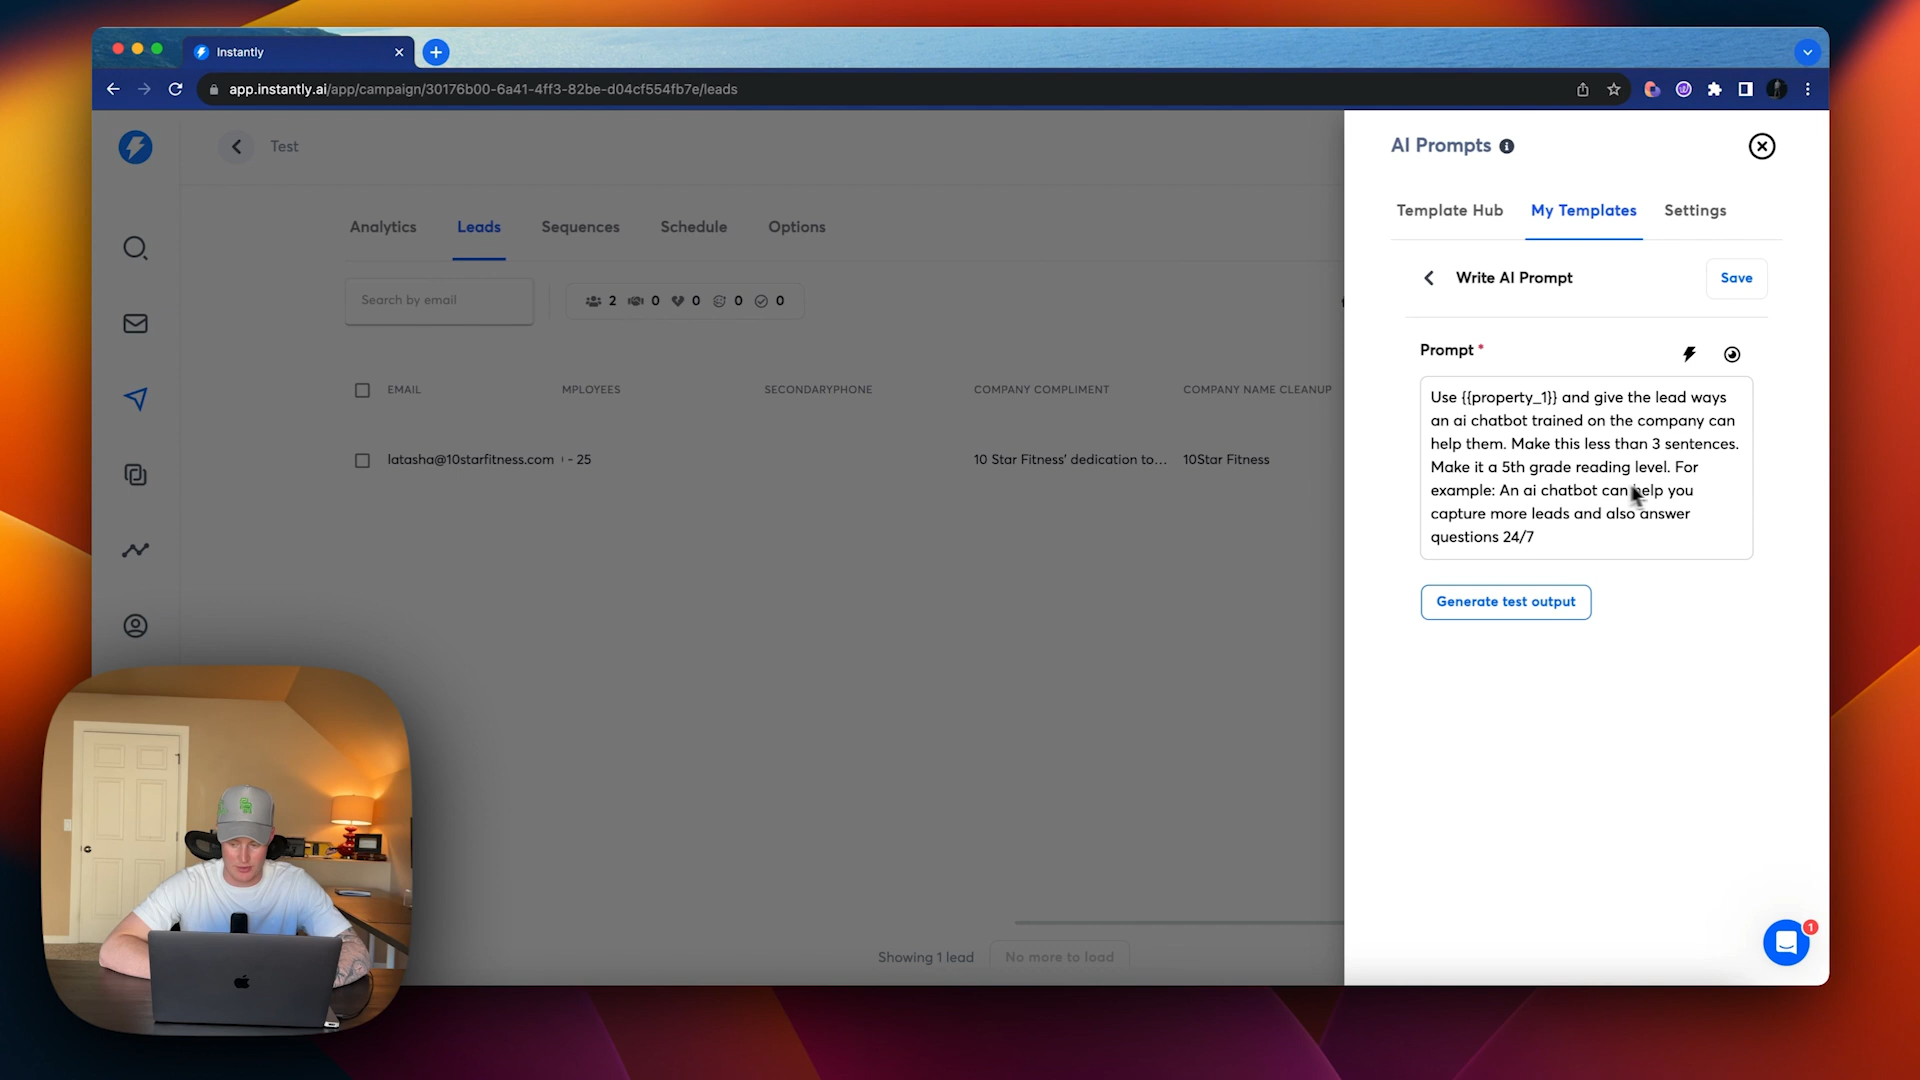 Instantly
app.instantly.ai/app/campaign/30176b00-6a41-4ff3-82be-d04cf554fb7e/leads
Test
Analytics
Leads
Sequences
Schedule
Options
Search by email
2
0
0
0
0
EMAIL
MPLOYEES
SECONDARYPHONE
COMPANY COMPLIMENT
COMPANY NAME CLEANUP
latasha@10starfitness.com
- 25
10 Star Fitness' dedication to...
10Star Fitness
Showing 1 lead
No more to load
AI Prompts
Template Hub
My Templates
Settings
Write AI Prompt
Save
Prompt *
Use {{property_1}} and give the lead ways
an ai chatbot trained on the company can
help them. Make this less than 3 sentences.
Make it a 5th grade reading level. For
example: An ai chatbot can help you
capture more leads and also answer
questions 24/7
Generate test output
1